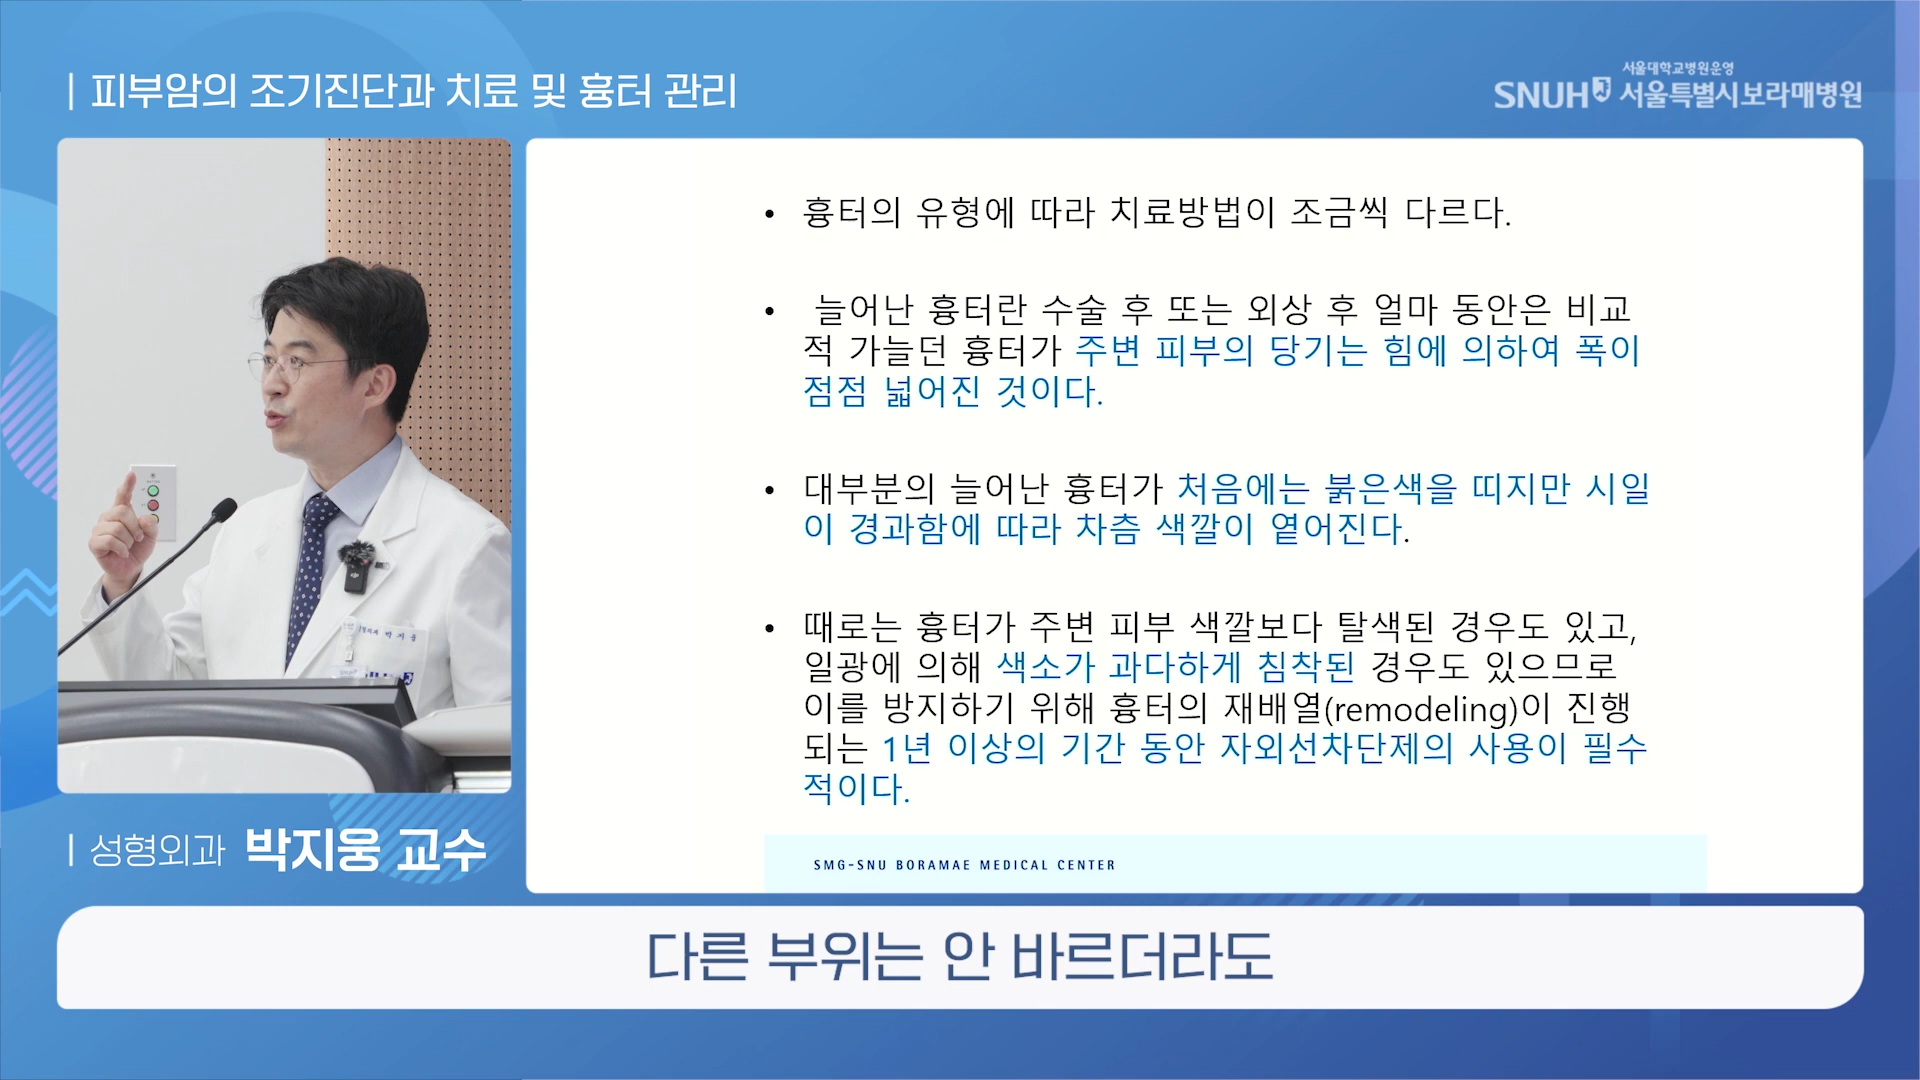 | 피부암의 조기진단과 치료 및 흉터 관리
서울대학교병원운영
SNUH 서울특별시보라매병원
• 흉터의 유형에 따라 치료방법이 조금씩 다르다.
• 늘어난 흉터란 수술 후 또는 외상 후 얼마 동안은 비교
적 가늘던 흉터가 주변 피부의 당기는 힘에 의하여 폭이
점점 넓어진 것이다.
• 대부분의 늘어난 흉터가 처음에는 붉은색을 띠지만 시일
이 경과함에 따라 차츰 색깔이 옅어진다.
• 때로는 흉터가 주변 피부 색깔보다 탈색된 경우도 있고,
일광에 의해 색소가 과다하게 침착된 경우도 있으므로
이를 방지하기 위해 흉터의 재배열(remodeling)이 진행
되는 1년 이상의 기간 동안 자외선차단제의 사용이 필수
적이다.
SMG-SNU BORAMAE MEDICAL CENTER
박지웅
| 성형외과 박지웅 교수
다른 부위는 안 바르더라도